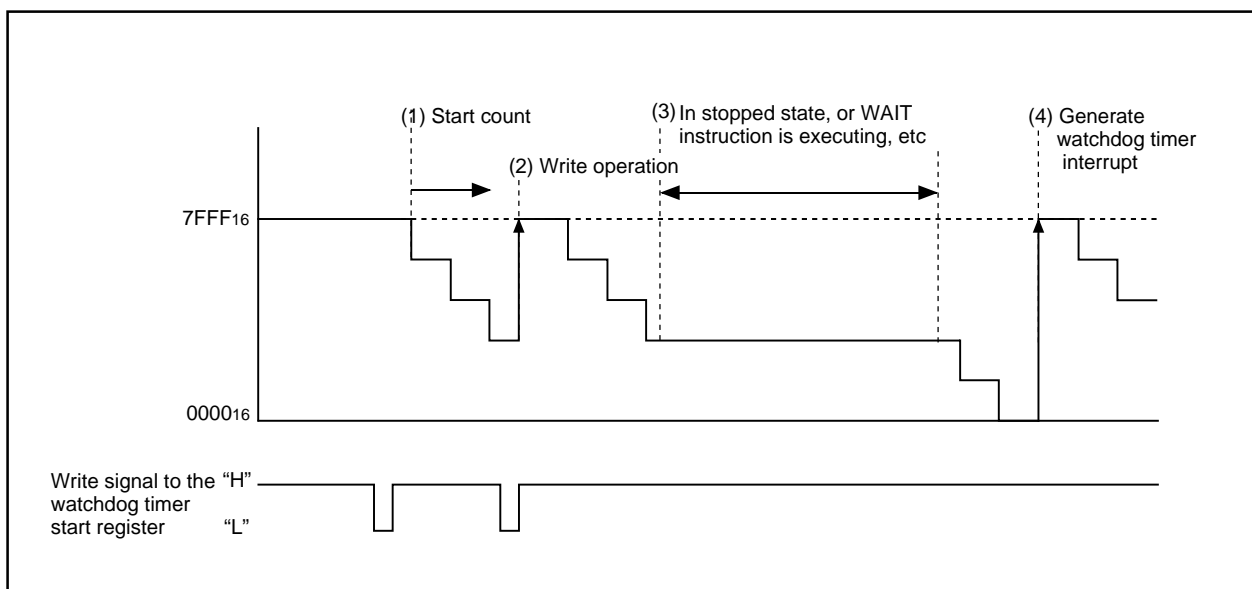 (1) Start count
(2) Write operation
(3) In stopped state, or WAIT
instruction is executing, etc
(4) Generate
watchdog timer
interrupt
7FFF16
000016
Write signal to the “H”
watchdog timer
start register “L”